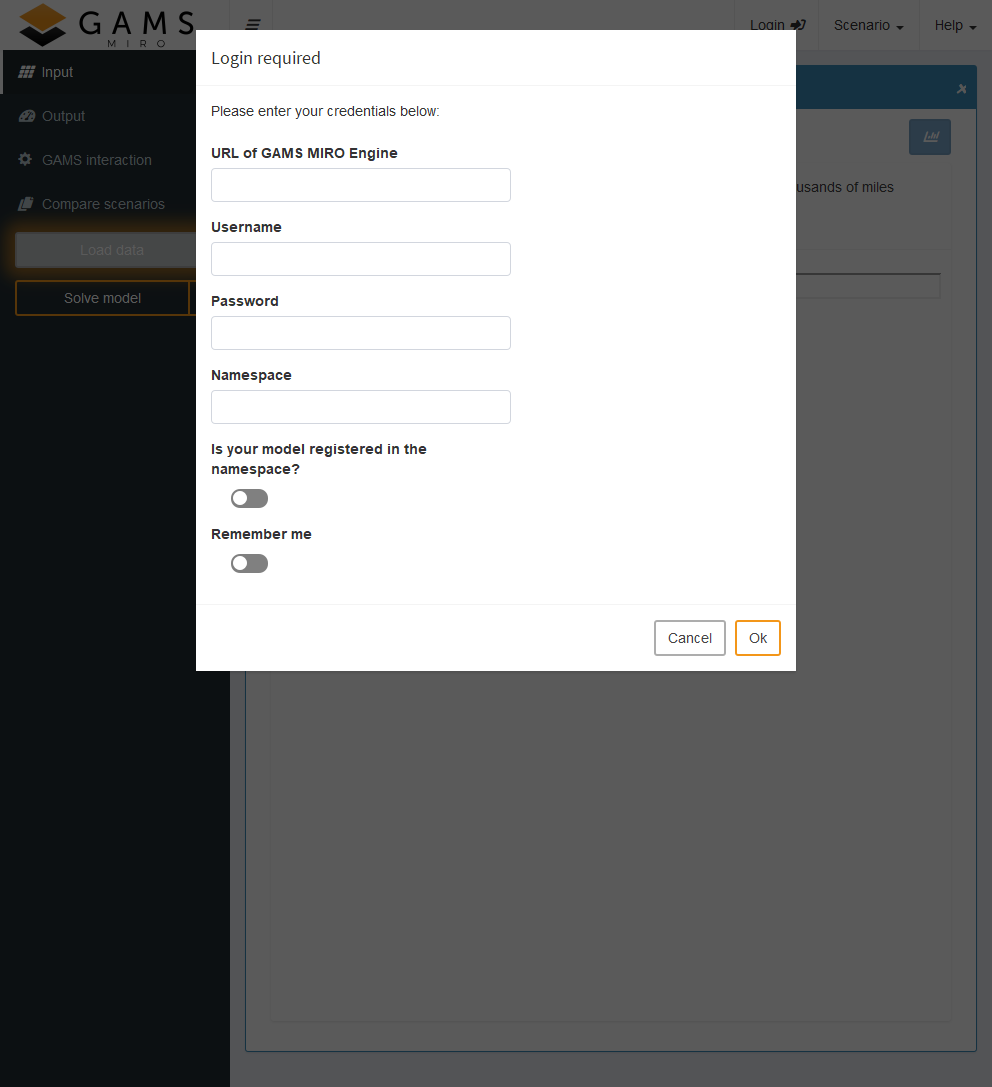 GAMS
MIRO
Login
Scenario
Help
Login required
Input
Please enter your credentials below:
Output
URL of GAMS MIRO Engine
GAMS interaction
usands of miles
Compare scenarios
Username
Load data
Solve model
Password
Namespace
Is your model registered in the
namespace?
Remember me
Cancel
Ok